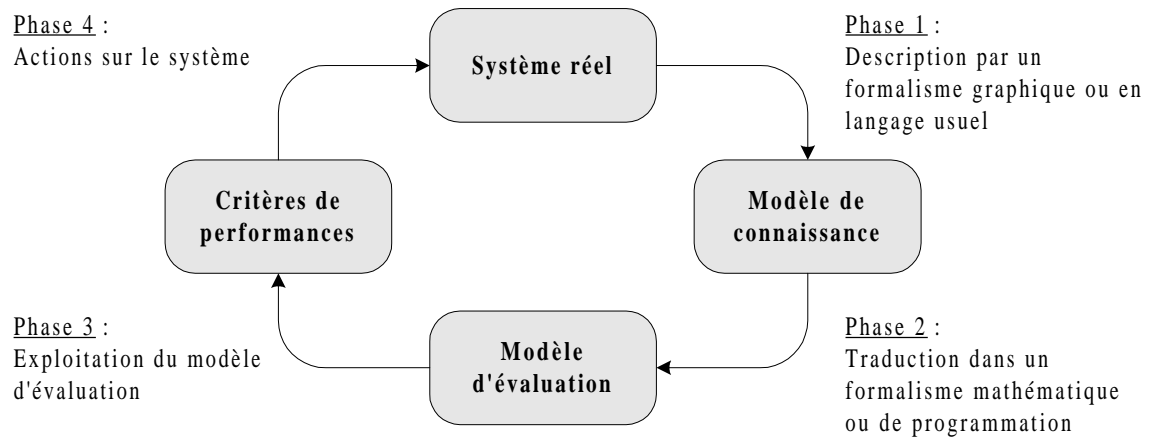 Phase 4 :
Actions sur le système
Système réel
Phase 1 :
Description par un
formalisme graphique ou en
langage usuel
Critères de
performances
Modèle de
connaissance
Phase 3 :
Exploitation du modèle
d'évaluation
Modèle
d'évaluation
Phase 2 :
Traduction dans un
formalisme mathématique
ou de programmation